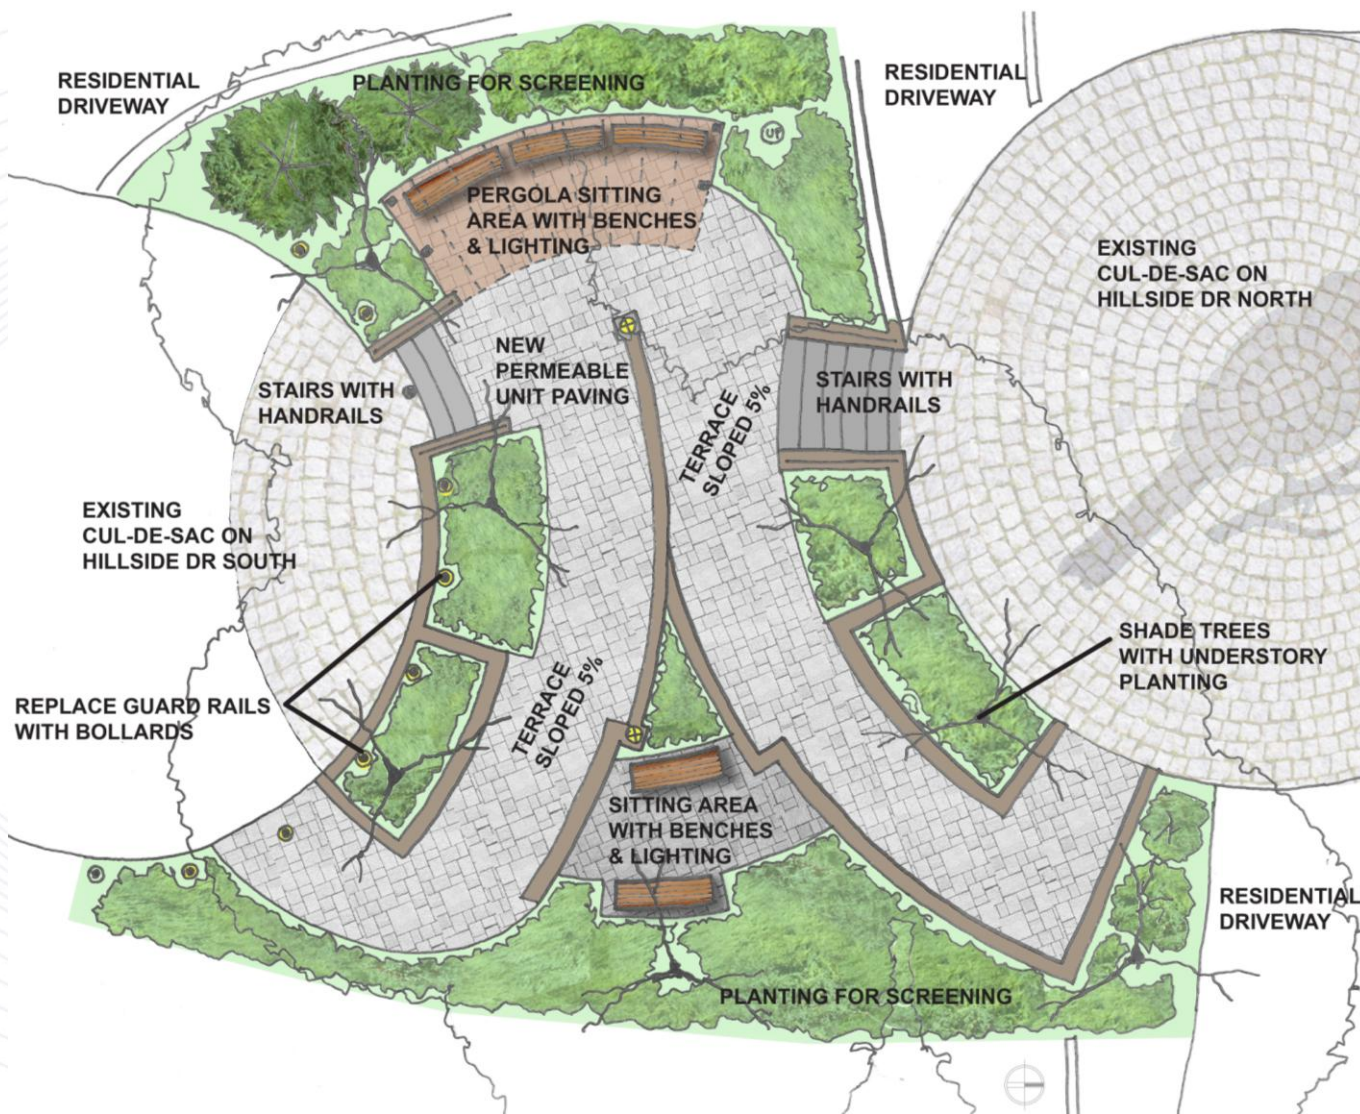 RESIDENTIAL
DRIVEWAY
PLANTING FOR SCREENING
RESIDENTIAL
DRIVEWAY
UP
PERGOLA SITTING
AREA WITH BENCHES
& LIGHTING
EXISTING
CUL-DE-SAC ON
HILLSIDE DR NORTH
NEW
PERMEABLE
UNIT PAVING
STAIRS WITH
HANDRAILS
TERRACE
SLOPED 5%
STAIRS WITH
HANDRAILS
EXISTING
CUL-DE-SAC ON
HILLSIDE DR SOUTH
SHADE TREES
WITH UNDERSTORY
PLANTING
REPLACE GUARD RAILS
WITH BOLLARDS
TERRACE
SLOPED 5%
SITTING AREA
WITH BENCHES
& LIGHTING
RESIDENTIAL
DRIVEWAY
PLANTING FOR SCREENING